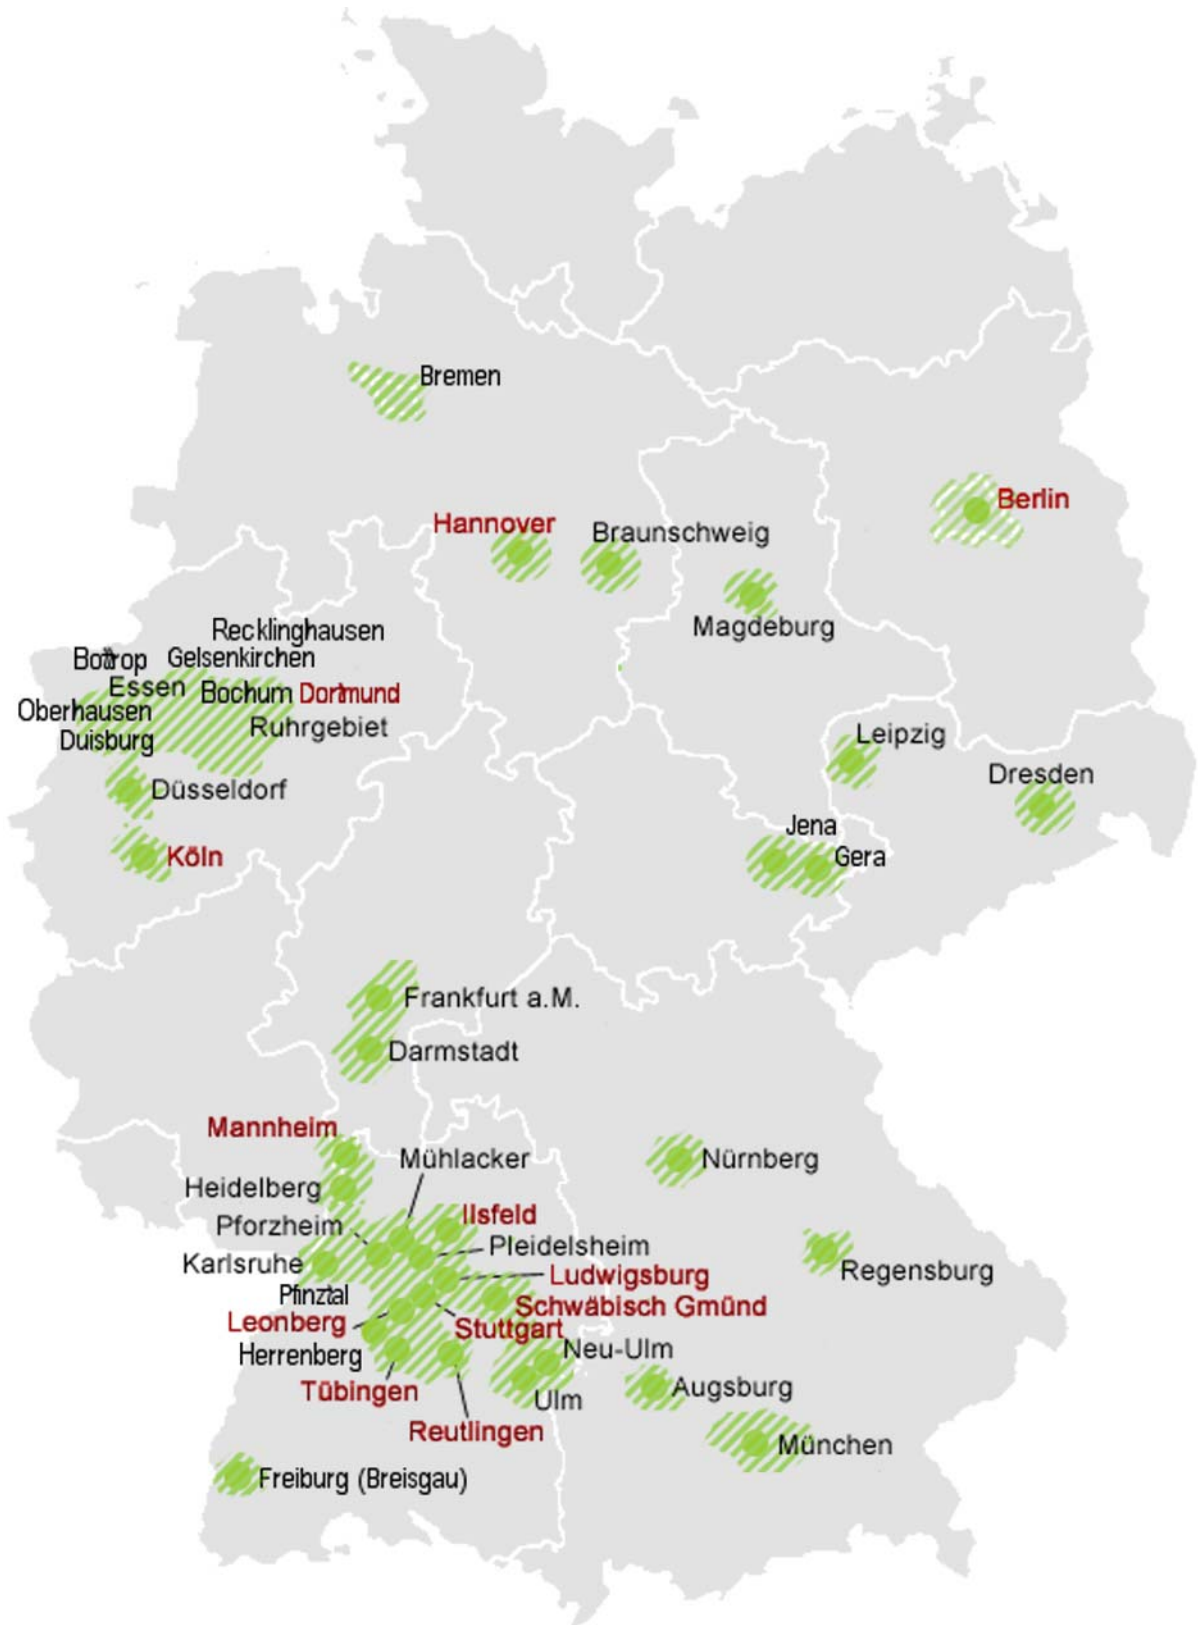 Bremen
Berlin
Hannover
Braunschweig
Magdeburg
Recklinghausen
Bottrop
Gelsenkirchen
Essen
Bochum
Dortmund
Oberhausen
Ruhrgebiet
Duisburg
Leipzig
Dresden
Düsseldorf
Jena
Köln
Gera
Frankfurt a.M.
Darmstadt
Mannheim
Mühlacker
Nürnberg
Heidelberg
Ilsfeld
Pforzheim
Pleidelsheim
Karlsruhe
Regensburg
Ludwigsburg
Pfinztal
Schwäbisch Gmünd
Leonberg
Stuttgart
Neu-Ulm
Herrenberg
Augsburg
Tübingen
Ulm
Reutlingen
München
Freiburg (Breisgau)